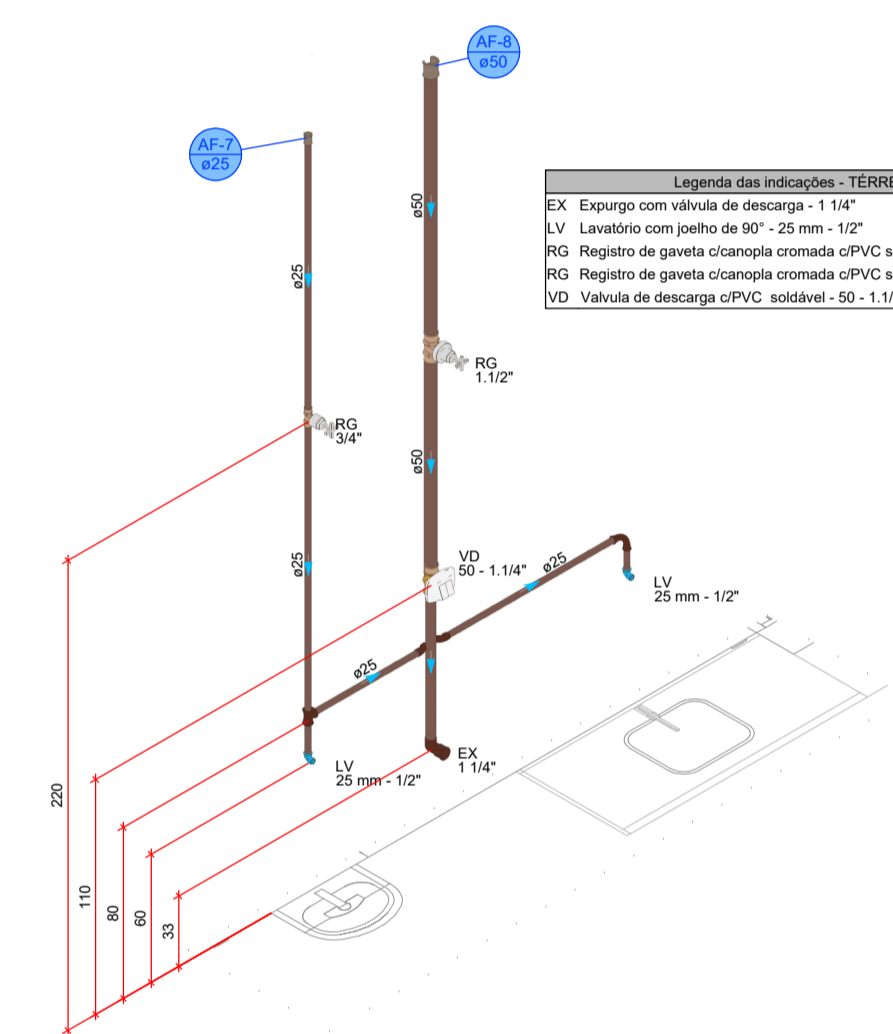 AF-8
ø50
AF-7
ø25
Legenda das indicações - TÉRRE
EX Expurgo com válvula de descarga - 1 1/4"
LV Lavatório com joelho de 90° - 25 mm - 1/2"
RG Registro de gaveta c/canopla cromada c/PVC s
RG Registro de gaveta c/canopla cromada c/PVC s
VD Valvula de descarga c/PVC soldável - 50 - 1.1/
ø50
ø25
RG
1.1/2"
RG
3/4"
ø50
ø25
VD
50 - 1.1/4"
ø25
LV
25 mm - 1/2"
ø25
EX
1 1/4"
LV
25 mm - 1/2"
220
110
80
60
33